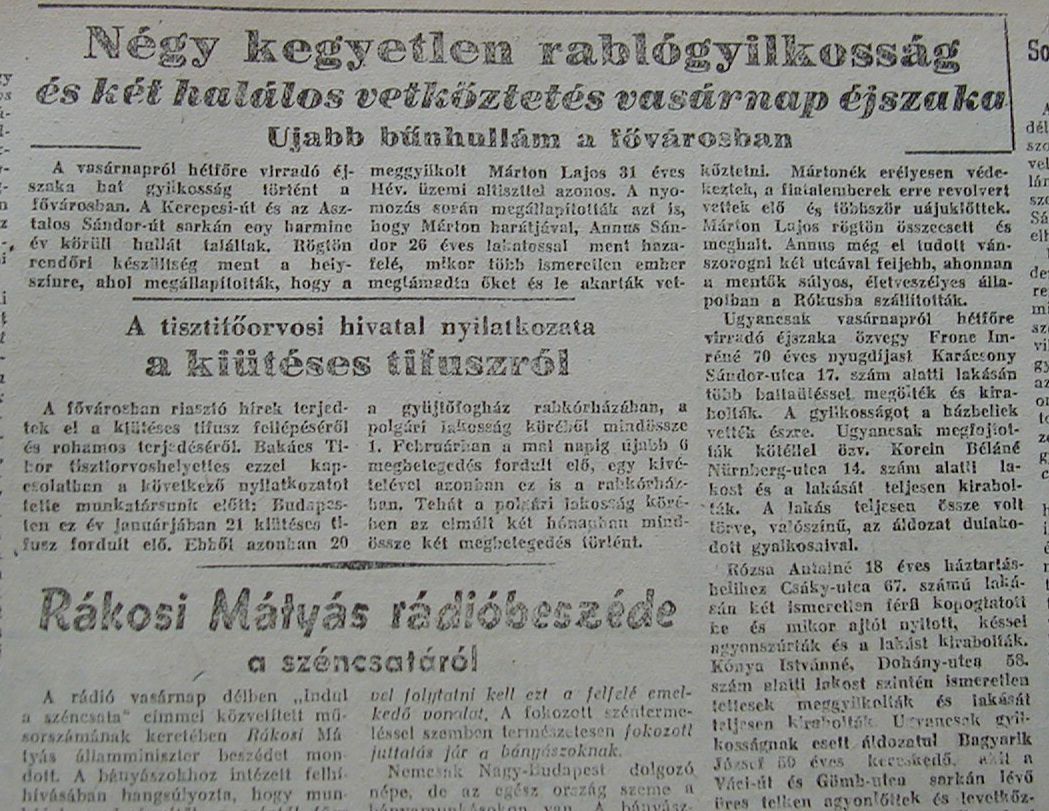 Négy kegyetlen rablógyilkosság
és két halálos vetkőztetés vasárnap éjszaka
Ujabb bűnhullám a fővárosban
A vasárnapról hétfőre virradó éj-
szaka hat gyilkosság történt a
fővárosban. A Kerepesi-út és az Asz-
talos Sándor-út sarkán egy harminc
év körüli hullát találtak. Rögtön
rendőri készültség ment a hely-
színre, ahol megállapították, hogy a
meggyilkolt Márton Lajos 31 éves
Hév. üzemi altiszttel azonos. A nyo-
mozás során megállapították azt is,
hogy Márton barátjával, Annus Sán-
dor 26 éves lakatossal ment haza-
felé, mikor több ismeretlen ember
megtámadta őket és le akarták vet-
kőztetni. Mártonék erélyesen véde-
keztek, a fiatalemberek erre revolvert
vettek elő és többször rájuklőttek.
Márton Lajos rögtön összecsett és
meghalt. Annus még el tudott ván-
szorogni két utcával feljebb, ahonnan
a mentők súlyos, életveszélyes álla-
potban a Rókusba szállították.
Ugyancsak vasárnapról hétfőre
virradó éjszaka özvegy Fronc Im-
réné 70 éves nyugdíjast Karácsony
Sándor-utca 17. szám alatti lakásán
több baltaütéssel megölték és kira-
bolták. A gyilkosságot a házbeliek
vették észre. Ugyancsak megfojtot-
ták kötéllel özv. Korein Béláné
Nürnberg-utca 14. szám alatti la-
kost és a lakását teljesen kirabol-
ták. A lakás teljesen össze volt
törve, valószínű, az áldozat dulako-
dott gyilkosaival.
Rózsa Antalné 18 éves háztartás-
belihez Csáky-utca 67. számú laká-
sán két ismeretlen férfi kopogtatott
be és mikor ajtót nyitott, késsel
agyonszúrták és a lakást kirabolták.
Kónya Istvánné, Dohány-utca 58.
szám alatti lakost szintén ismeretlen
tettesek meggyilkolták és lakását
teljesen kirabolták. Ugyancsak gyil-
kosságnak esett áldozatul Bagyarik
József 50 éves kereskedő, akit a
Váci-út és Gömb-utca sarkán lévő
üres telken agyonlőttek és levetkőz-
A tisztitőorvosi hivatal nyilatkozata
a kiütéses tífuszról
A fővárosban riasztó hírek terjed-
tek el a kiütéses tífusz fellépéséről
és rohamos terjedéséről. Bakács Ti-
bor tisztiorvoshelyettes ezzel kap-
csolatban a következő nyilatkozatot
tette munkatársunk előtt: Budapes-
ten ez év januárjában 21 kiütéses tí-
fusz fordult elő. Ebből azonban 20
a gyüjtőfogház rabkórházában, a
polgári lakosság köréből mindössze
1. Februárban a mai napig újabb 6
megbetegedés fordult elő, egy kivé-
telével azonban ez is a rabkórház-
ban. Tehát a polgári lakosság köré-
ben az elmúlt két hónapban mind-
össze két megbetegedés történt.
Rákosi Mátyás rádióbeszéde
a széncsatáról
A rádió vasárnap délben „Indul
a széncsata" címmel közvetített mű-
sorszámának keretében Rákosi Má-
tyás államminiszter beszédet mon-
dott. A bányászokhoz intézett felhí-
hívásában hangsúlyozta, hogy mun-
vel folytatni kell ezt a felfelé emel-
kedő vonalat. A fokozott szénterme-
léssel szemben természetesen fokozott
juttatás jár a bányászoknak.
Nemcsak Nagy-Budapest dolgozó
népe, de az egész ország szeme a
bányamunkásokon van. A bányász-